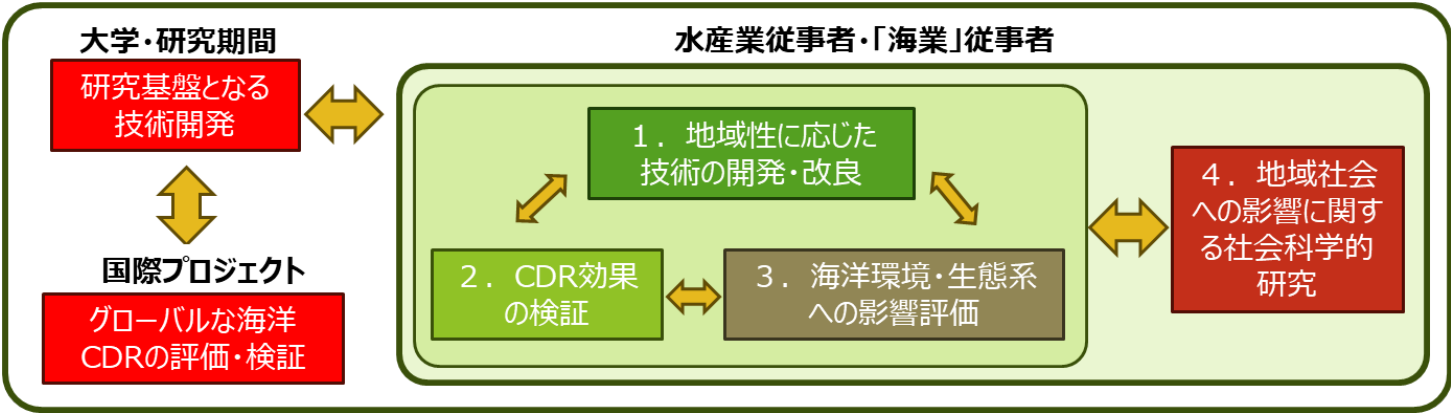 大学・研究期間
研究基盤となる
技術開発
国際プロジェクト
グローバルな海洋
CDRの評価・検証
水産業従事者・「海業」従事者
１．地域性に応じた
技術の開発・改良
２．CDR効果
の検証
３．海洋環境・生態系
への影響評価
４．地域社会
への影響に関す
る社会科学的
研究